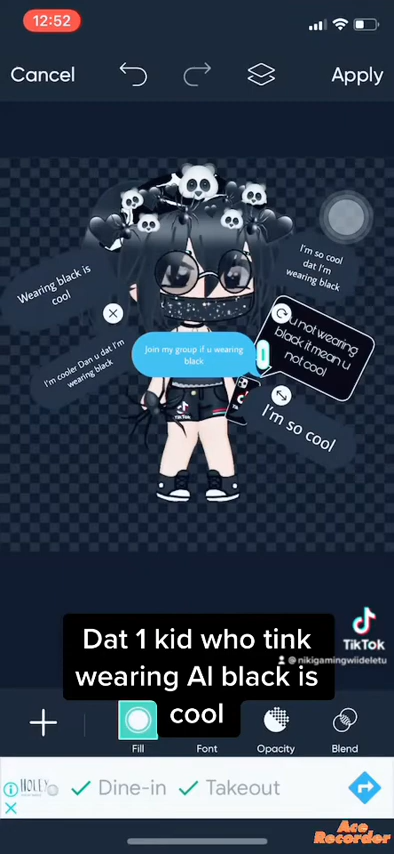 12:52
Cancel
Apply
Wearing black is
cool
I'm so cool
dat I'm
wearing black
I'm cooler Dan u dat I'm
wearing black
Join my group if u wearing
black
u not wearing
black it mean u
not cool
I'm so cool
Dat 1 kid who tink
wearing Al black is
cool
TikTok
@nikigamingwiideletu
Fill
Font
Opacity
Blend
Dine-in
Takeout
Ace
Recorder